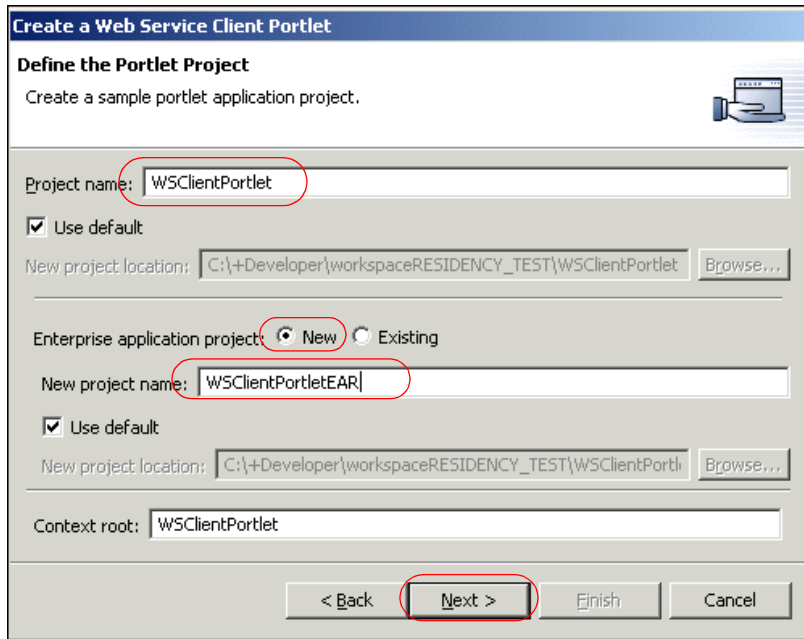 Create a Web Service Client Portlet
Define the Portlet Project
Create a sample portlet application project.
Project name: WSClientPortlet
Use default
New project location: C:\+Developer\workspaceRESIDENCY_TEST\WSClientPortlet Browse...
Enterprise application project: New Existing
New project name: WSClientPortletEAR
Use default
New project location: C:\+Developer\workspaceRESIDENCY_TEST\WSClientPortl Browse...
Context root: WSClientPortlet
< Back Next > Finish Cancel